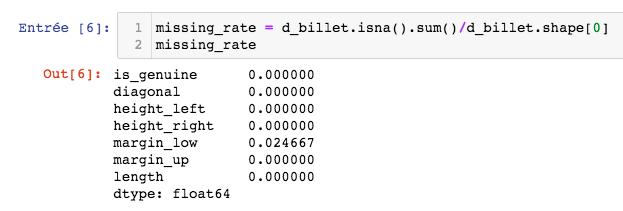 Entrée [6]: 1 missing_rate = d_billet.isna().sum()/d_billet.shape[0]
2 missing_rate
Out[6]: is_genuine 0.000000
diagonal 0.000000
height_left 0.000000
height_right 0.000000
margin_low 0.024667
margin_up 0.000000
length 0.000000
dtype: float64